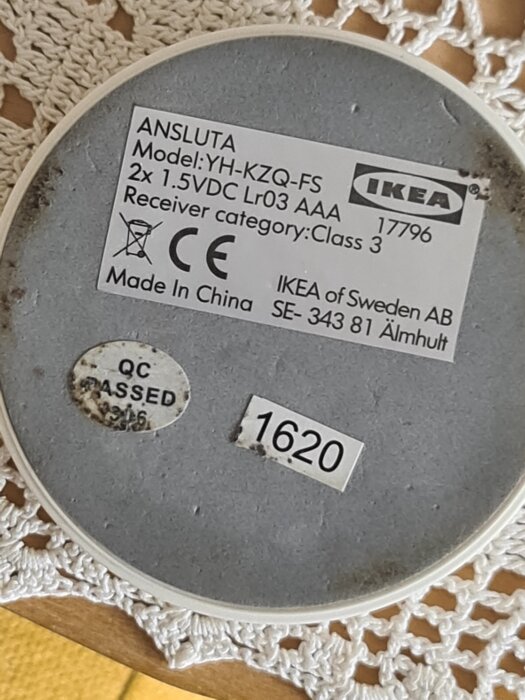 ANSLUTA
Model:YH-KZQ-FS
2x 1.5VDC Lr03 AAA
Receiver category:Class 3
IKEA®
17796
CE
Made In China
IKEA of Sweden AB
SE- 343 81 Älmhult
QC
PASSED
1620